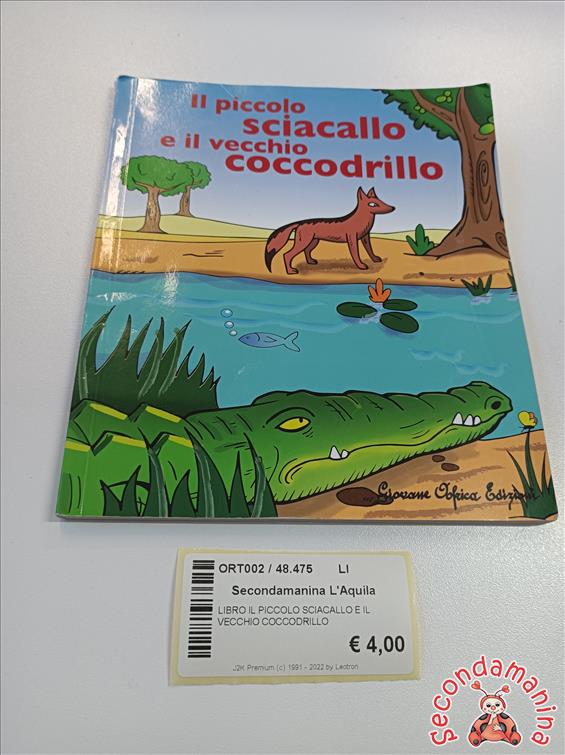 Il piccolo
sciacallo
e il vecchio
coccodrillo
Giovane Africa Edizioni
ORT002 / 48.475 LI
Secondamanina L'Aquila
LIBRO IL PICCOLO SCIACALLO E IL
VECCHIO COCCODRILLO
€ 4,00
J2K Premium (c) 1991 - 2022 by Leotron
Secondamanina